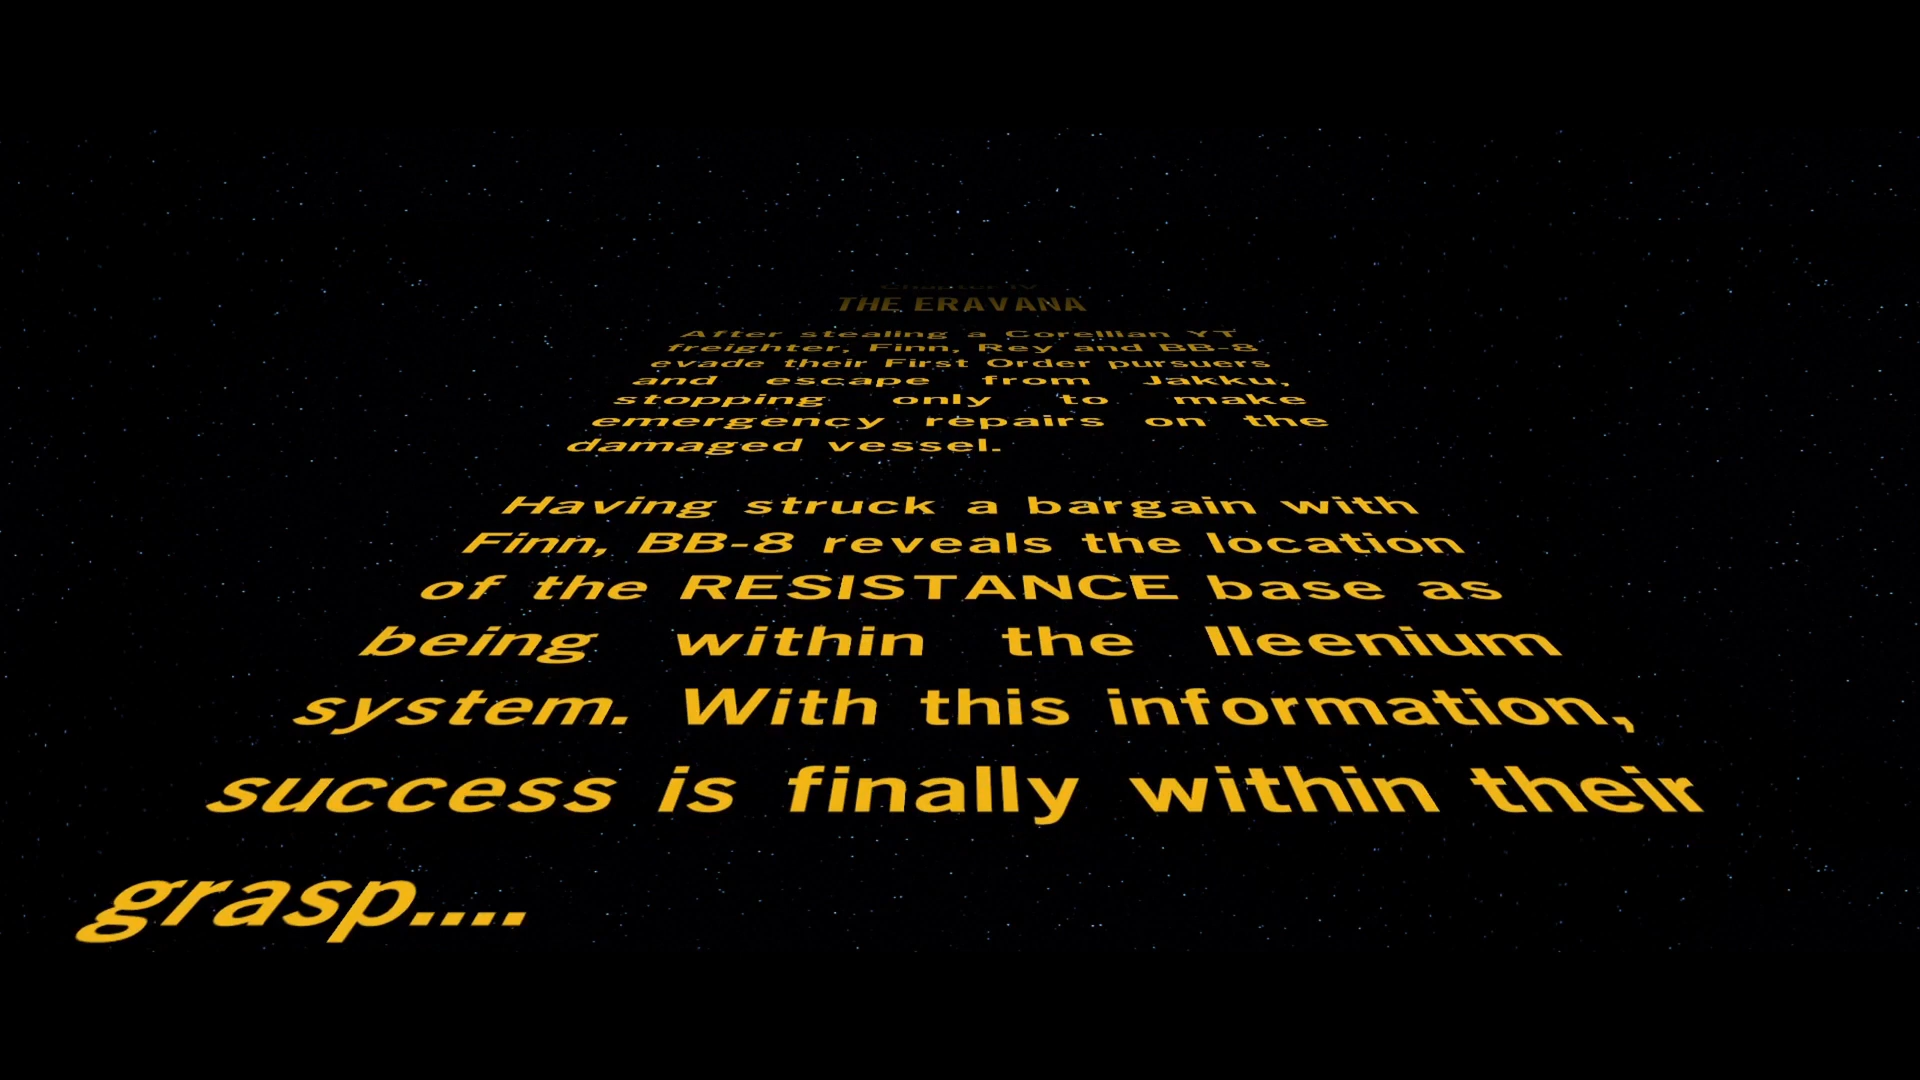 Chapter IV
THE ERAVANA
After stealing a Corellian YT
freighter, Finn, Rey and BB-8
evade their First Order pursuers
and escape from Jakku,
stopping only to make
emergency repairs on the
damaged vessel.
Having struck a bargain with
Finn, BB-8 reveals the location
of the RESISTANCE base as
being within the lleenium
system. With this information,
success is finally within their
grasp....